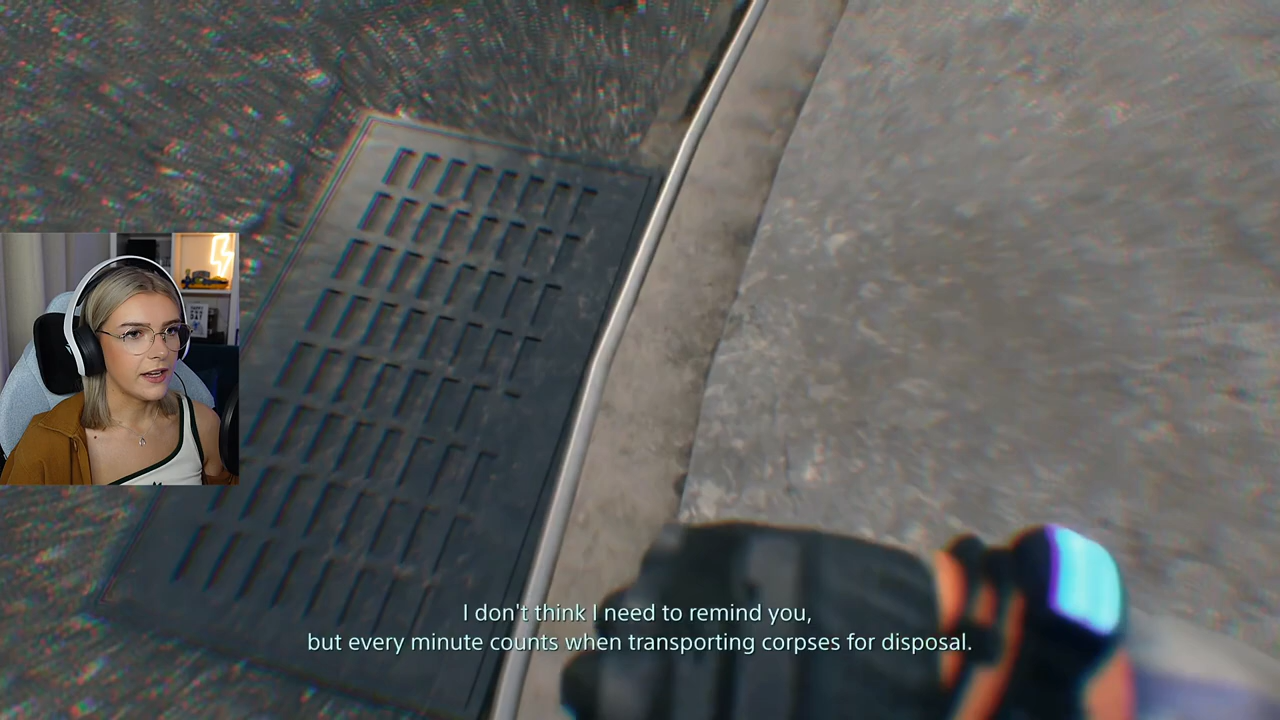 I don't think I need to remind you,
but every minute counts when transporting corpses for disposal.